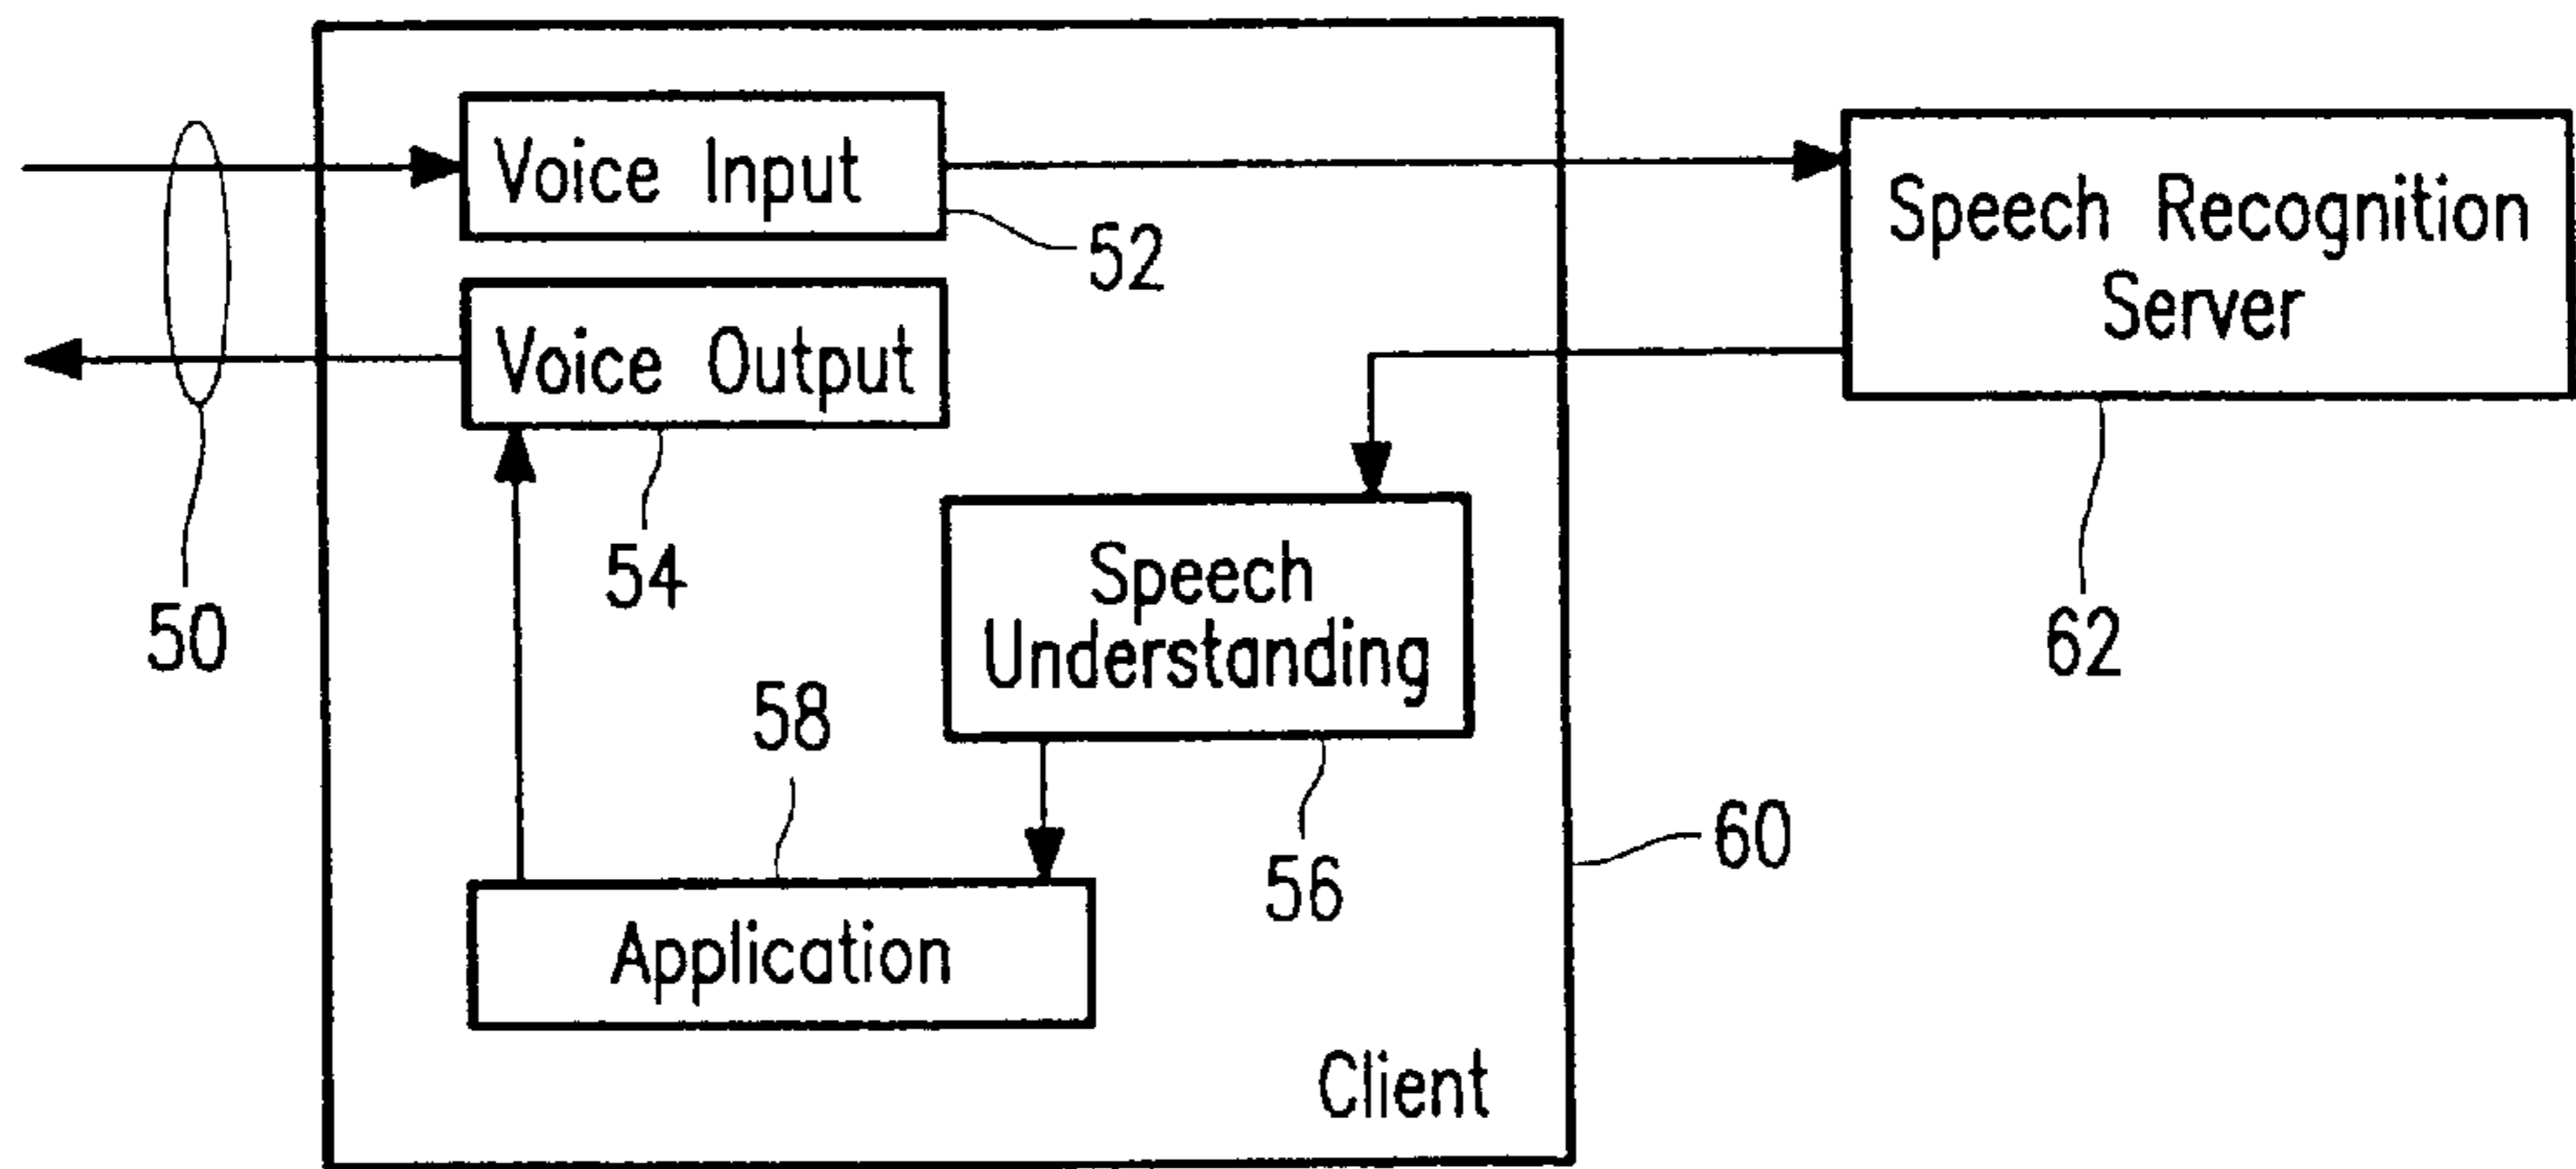 Voice Input
52
Speech Recognition
Server
Voice Output
54
50
Speech
Understanding
62
58
60
56
Application
Client